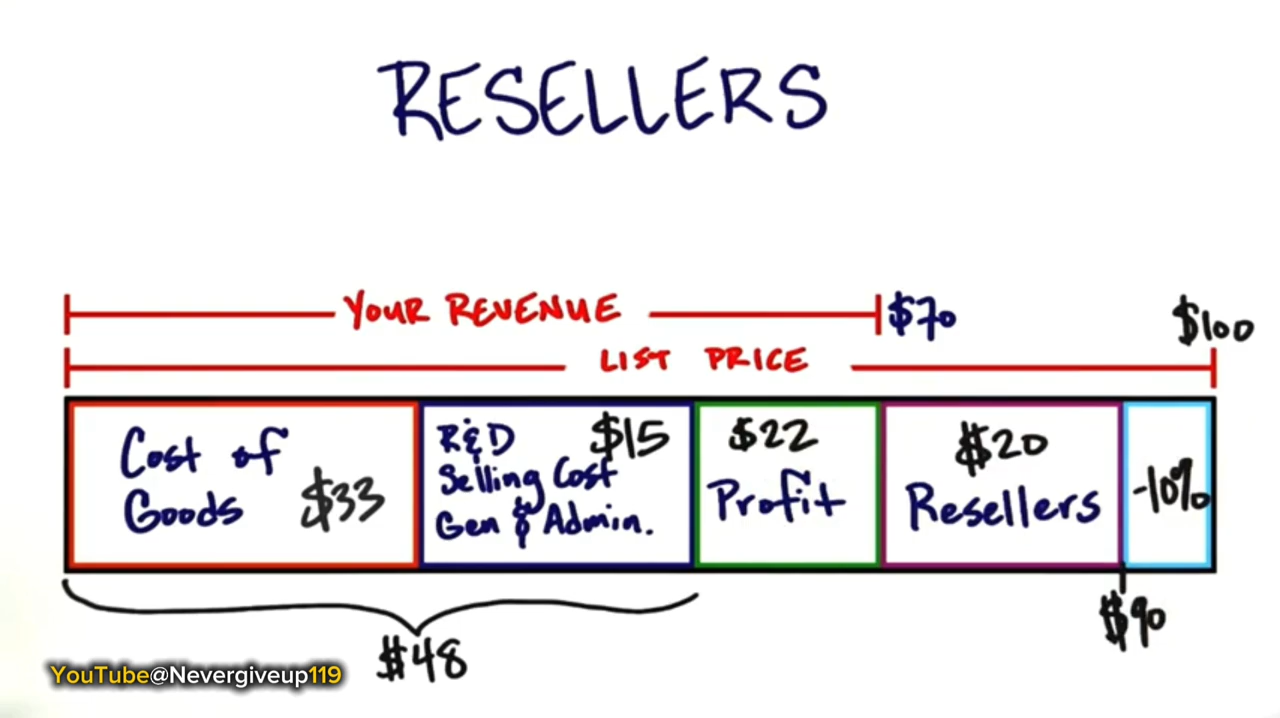 RESELLERS
YOUR REVENUE
$70
$100
LIST PRICE
Cost of
Goods
$33
R&D
$15
Selling Cost
Gen & Admin.
$22
Profit
$20
Resellers
-10%
$90
$48
YouTube@Nevergiveup119